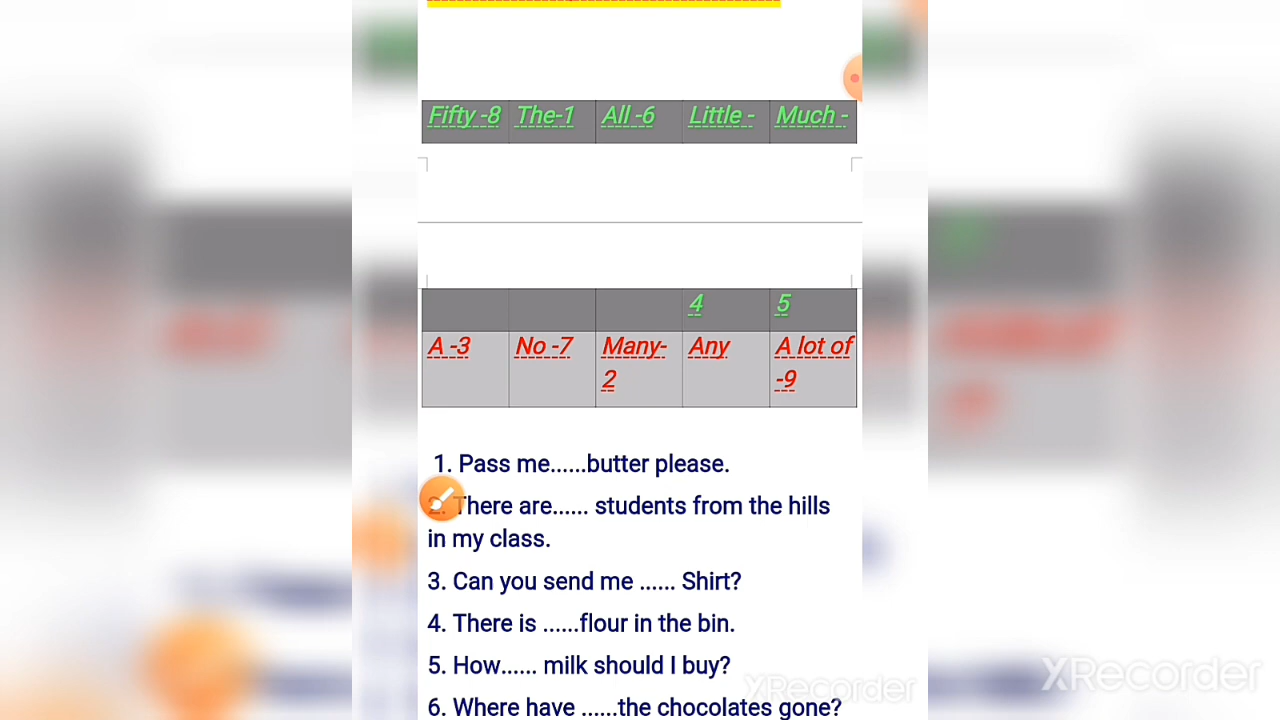 Fifty -8 The-1 All -6 Little - Much -
4 5
A -3 No -7 Many- Any A lot of
2 -9
1. Pass me......butter please.
2. There are...... students from the hills
in my class.
3. Can you send me ...... Shirt?
4. There is ......flour in the bin.
5. How...... milk should I buy?
6. Where have ......the chocolates gone?
XRecorder
XRecorder